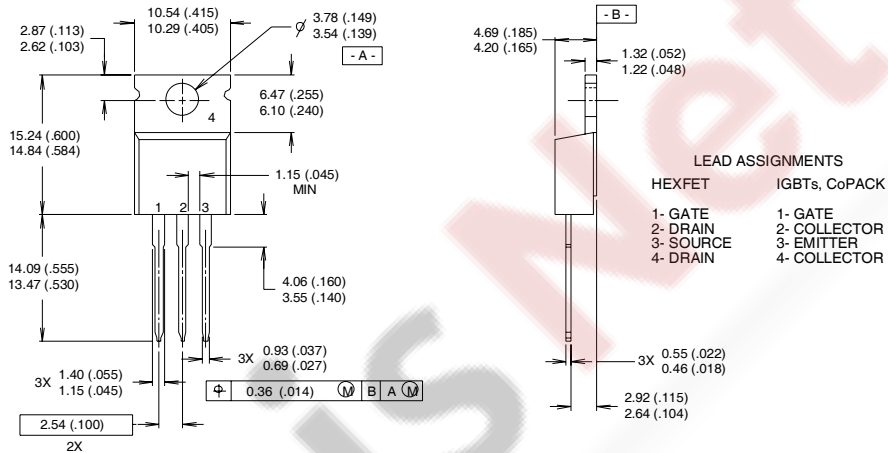 10.54 (.415)
10.29 (.405)
3.78 (.149)
3.54 (.139)
- A -
2.87 (.113)
2.62 (.103)
6.47 (.255)
6.10 (.240)
4
15.24 (.600)
14.84 (.584)
1.15 (.045)
MIN
1 2 3
14.09 (.555)
13.47 (.530)
4.06 (.160)
3.55 (.140)
3X 0.93 (.037)
0.69 (.027)
3X 1.40 (.055)
1.15 (.045)
⌖ 0.36 (.014) Ⓜ B A Ⓜ
2.54 (.100)
2X
- B -
4.69 (.185)
4.20 (.165)
1.32 (.052)
1.22 (.048)
LEAD ASSIGNMENTS
HEXFET
1- GATE
2- DRAIN
3- SOURCE
4- DRAIN
IGBTs, CoPACK
1- GATE
2- COLLECTOR
3- EMITTER
4- COLLECTOR
3X 0.55 (.022)
0.46 (.018)
2.92 (.115)
2.64 (.104)
isNet